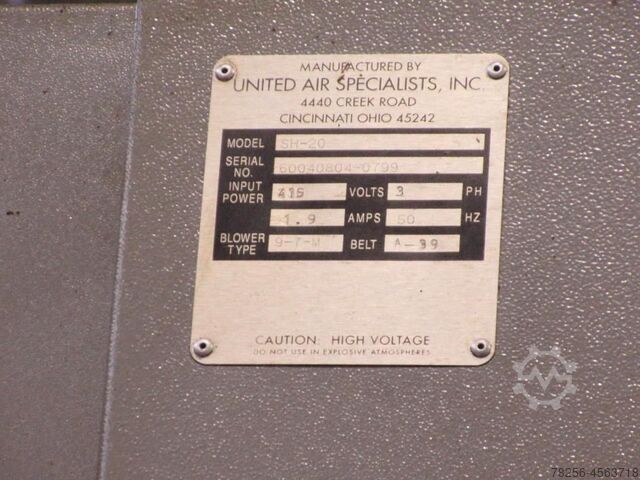 MANUFACTURED BY
UNITED AIR SPECIALISTS, INC.
4440 CREEK ROAD
CINCINNATI OHIO 45242
MODEL SH-20
SERIAL NO. 60040804-0799
INPUT POWER 415 VOLTS 3 PH
1.9 AMPS 50 HZ
BLOWER TYPE 9-7-M BELT A-39
CAUTION: HIGH VOLTAGE
DO NOT USE IN EXPLOSIVE ATMOSPHERES
78256-4563718